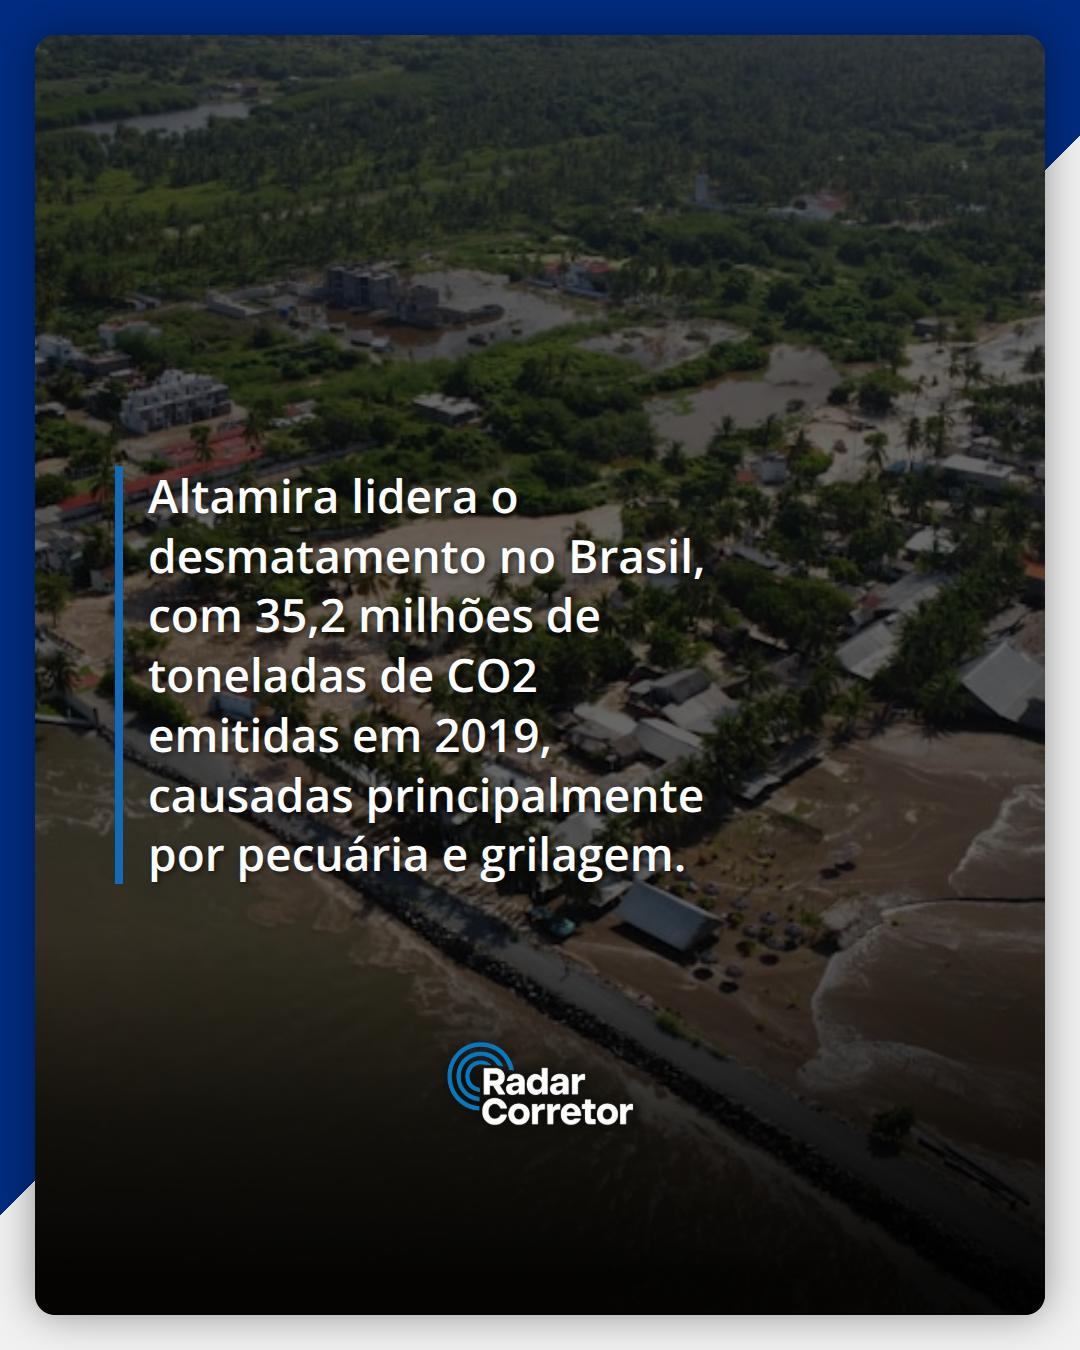 Altamira lidera o
desmatamento no Brasil,
com 35,2 milhões de
toneladas de CO2
emitidas em 2019,
causadas principalmente
por pecuária e grilagem.
Radar
Corretor